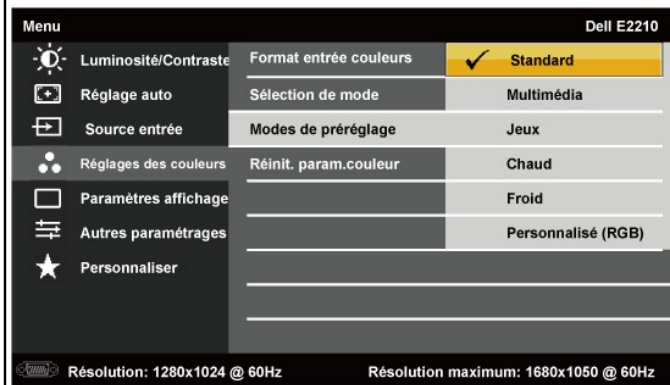 Menu Dell E2210
Luminosité/Contraste Format entrée couleurs Standard
Réglage auto Sélection de mode Multimédia
Source entrée Modes de préréglage Jeux
Réglages des couleurs Réinit. param.couleur Chaud
Paramètres affichage Froid
Autres paramétrages Personnalisé (RGB)
Personnaliser
Résolution: 1280x1024 @ 60Hz Résolution maximum: 1680x1050 @ 60Hz